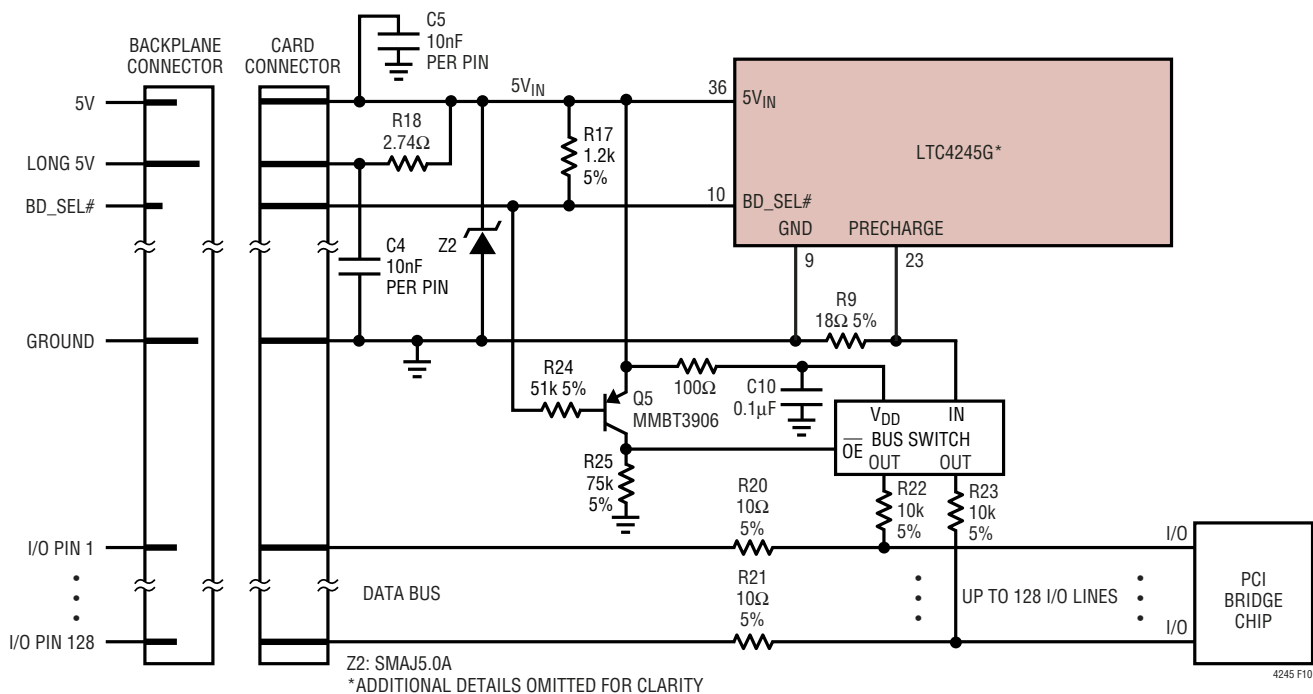 BACKPLANE
CONNECTOR
CARD
CONNECTOR
C5
10nF
PER PIN
5V
5VIN
36
5VIN
R18
2.74Ω
R17
1.2k
5%
LTC4245G*
LONG 5V
BD_SEL#
10
BD_SEL#
GND
PRECHARGE
9
23
Z2
C4
10nF
PER PIN
R9
18Ω 5%
GROUND
R24
51k 5%
Q5
MMBT3906
100Ω
C10
0.1µF
VDD
IN
BUS SWITCH
OE
OUT
OUT
R25
75k
5%
R22
10k
5%
R23
10k
5%
R20
10Ω
5%
I/O PIN 1
I/O
DATA BUS
R21
10Ω
5%
UP TO 128 I/O LINES
PCI
BRIDGE
CHIP
I/O PIN 128
I/O
Z2: SMAJ5.0A
*ADDITIONAL DETAILS OMITTED FOR CLARITY
4245 F10